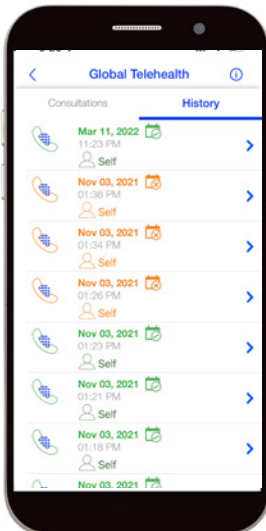 Global Telehealth
Consultations History
Mar 11, 2022
11:23 PM
Self
Nov 03, 2021
01:36 PM
Self
Nov 03, 2021
01:34 PM
Self
Nov 03, 2021
01:26 PM
Self
Nov 03, 2021
01:23 PM
Self
Nov 03, 2021
01:21 PM
Self
Nov 03, 2021
01:18 PM
Self
Nov 03, 2021